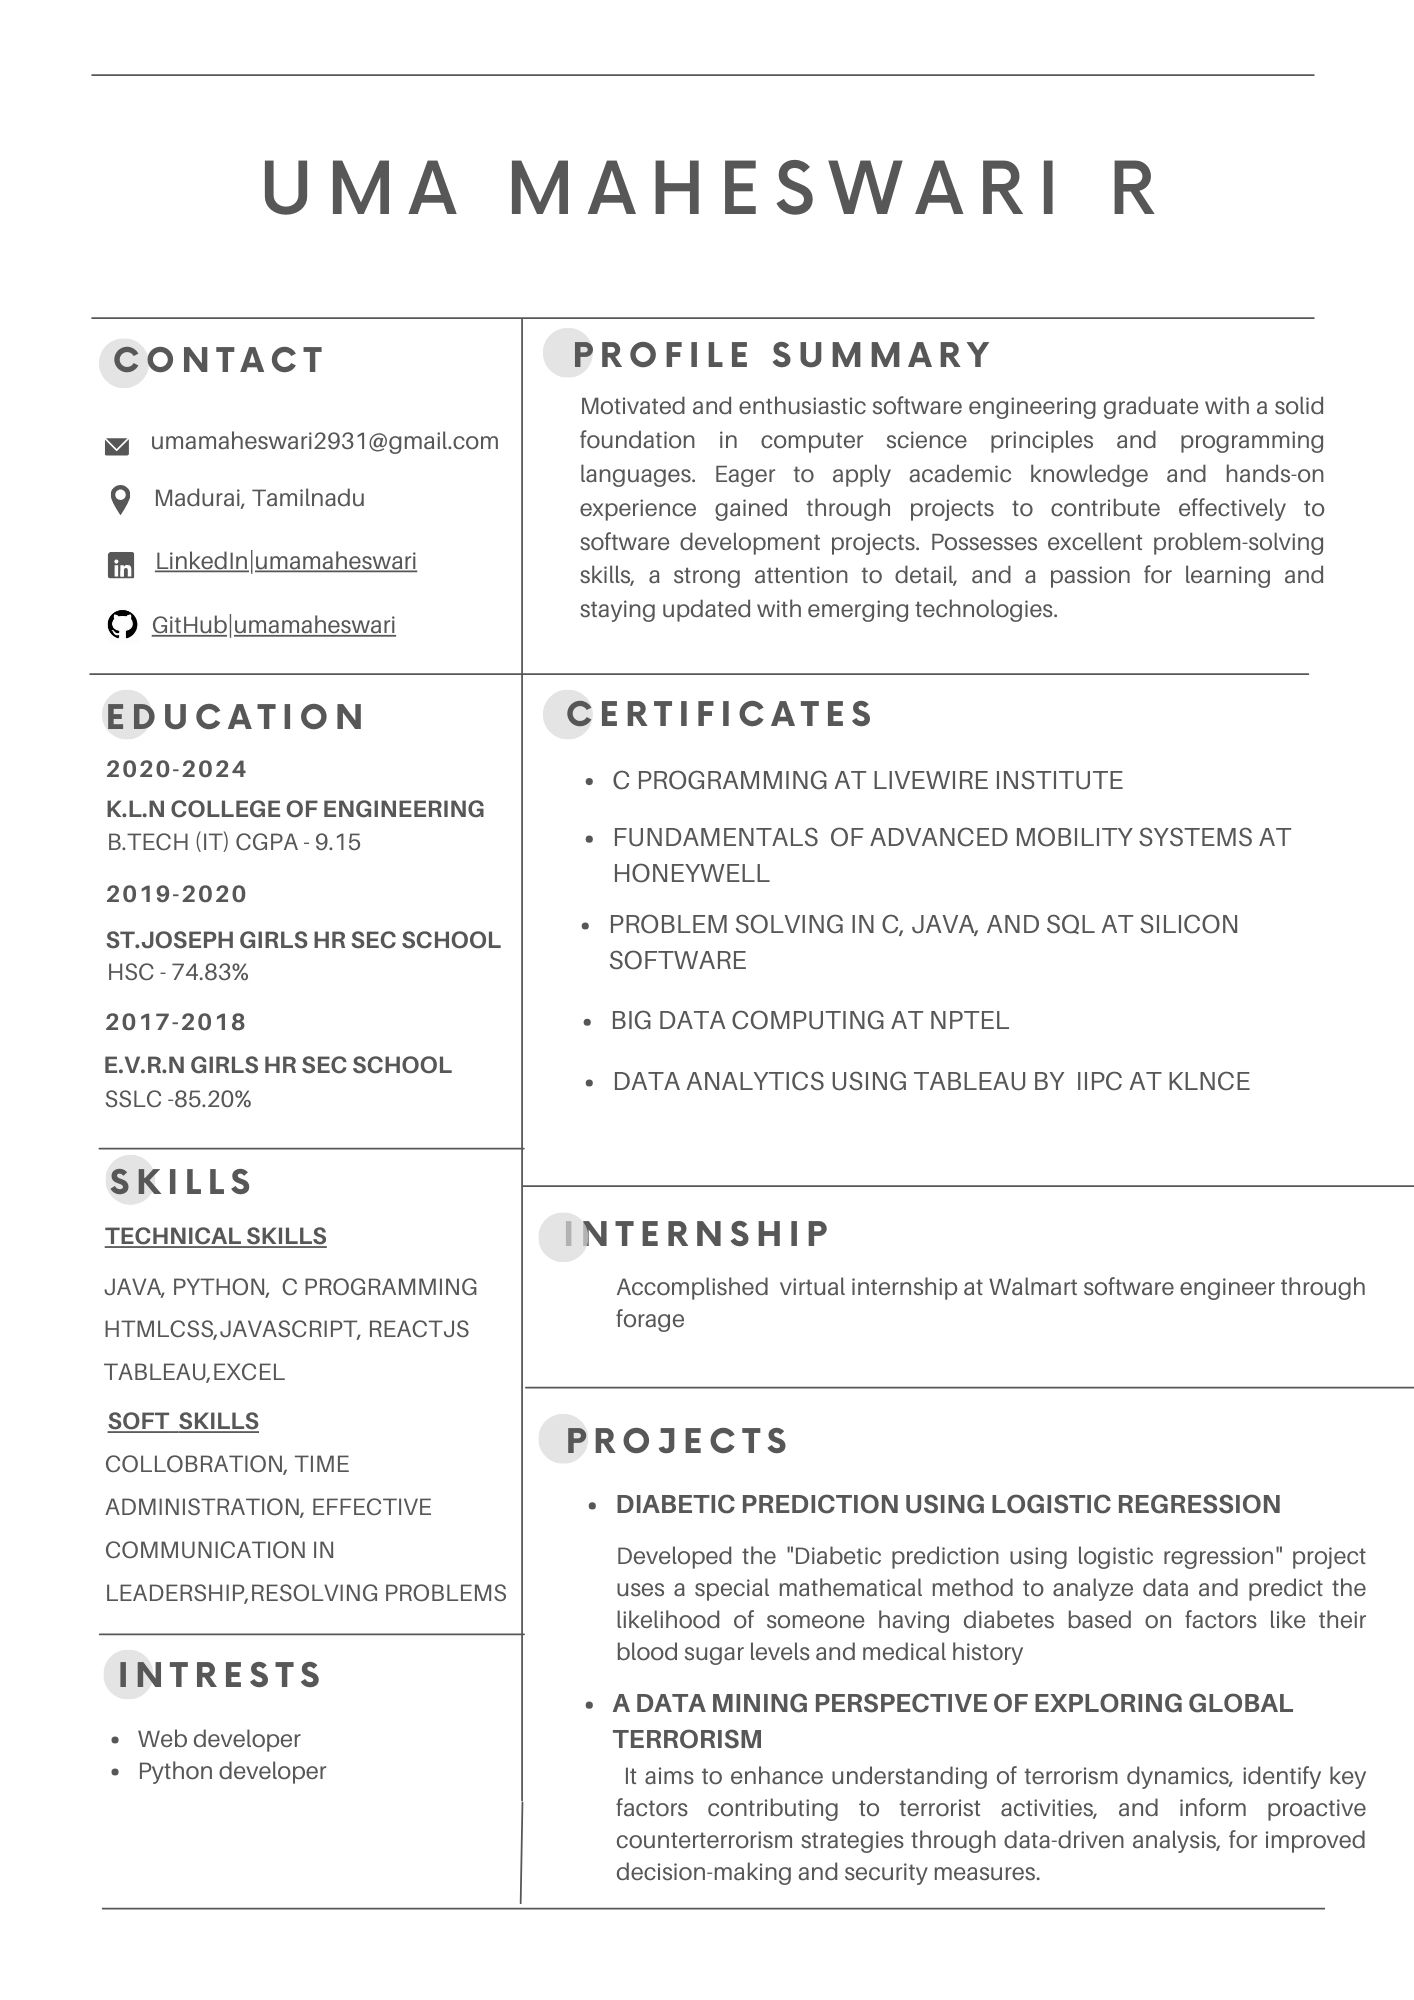 UMA MAHESWARI R
CONTACT
umamaheswari2931@gmail.com
Madurai, Tamilnadu
LinkedIn|umamaheswari
GitHub|umamaheswari
PROFILE SUMMARY
Motivated and enthusiastic software engineering graduate with a solid
foundation in computer science principles and programming
languages. Eager to apply academic knowledge and hands-on
experience gained through projects to contribute effectively to
software development projects. Possesses excellent problem-solving
skills, a strong attention to detail, and a passion for learning and
staying updated with emerging technologies.
EDUCATION
2020-2024
K.L.N COLLEGE OF ENGINEERING
B.TECH (IT) CGPA - 9.15
2019-2020
ST.JOSEPH GIRLS HR SEC SCHOOL
HSC - 74.83%
2017-2018
E.V.R.N GIRLS HR SEC SCHOOL
SSLC -85.20%
CERTIFICATES
• C PROGRAMMING AT LIVEWIRE INSTITUTE
• FUNDAMENTALS  OF ADVANCED MOBILITY SYSTEMS AT
HONEYWELL
• PROBLEM SOLVING IN C, JAVA, AND SQL AT SILICON
SOFTWARE
• BIG DATA COMPUTING AT NPTEL
• DATA ANALYTICS USING TABLEAU BY  IIPC AT KLNCE
SKILLS
TECHNICAL SKILLS
JAVA, PYTHON,  C PROGRAMMING
HTMLCSS,JAVASCRIPT, REACTJS
TABLEAU,EXCEL
SOFT  SKILLS
COLLOBRATION, TIME
ADMINISTRATION, EFFECTIVE
COMMUNICATION IN
LEADERSHIP,RESOLVING PROBLEMS
INTRESTS
• Web developer
• Python developer
INTERNSHIP
Accomplished  virtual internship at Walmart software engineer through
forage
PROJECTS
• DIABETIC PREDICTION USING LOGISTIC REGRESSION
Developed the "Diabetic prediction using logistic regression" project
uses a special mathematical method to analyze data and predict the
likelihood of someone having diabetes based on factors like their
blood sugar levels and medical history
• A DATA MINING PERSPECTIVE OF EXPLORING GLOBAL
TERRORISM
It aims to enhance understanding of terrorism dynamics, identify key
factors contributing to terrorist activities, and inform proactive
counterterrorism strategies through data-driven analysis, for improved
decision-making and security measures.